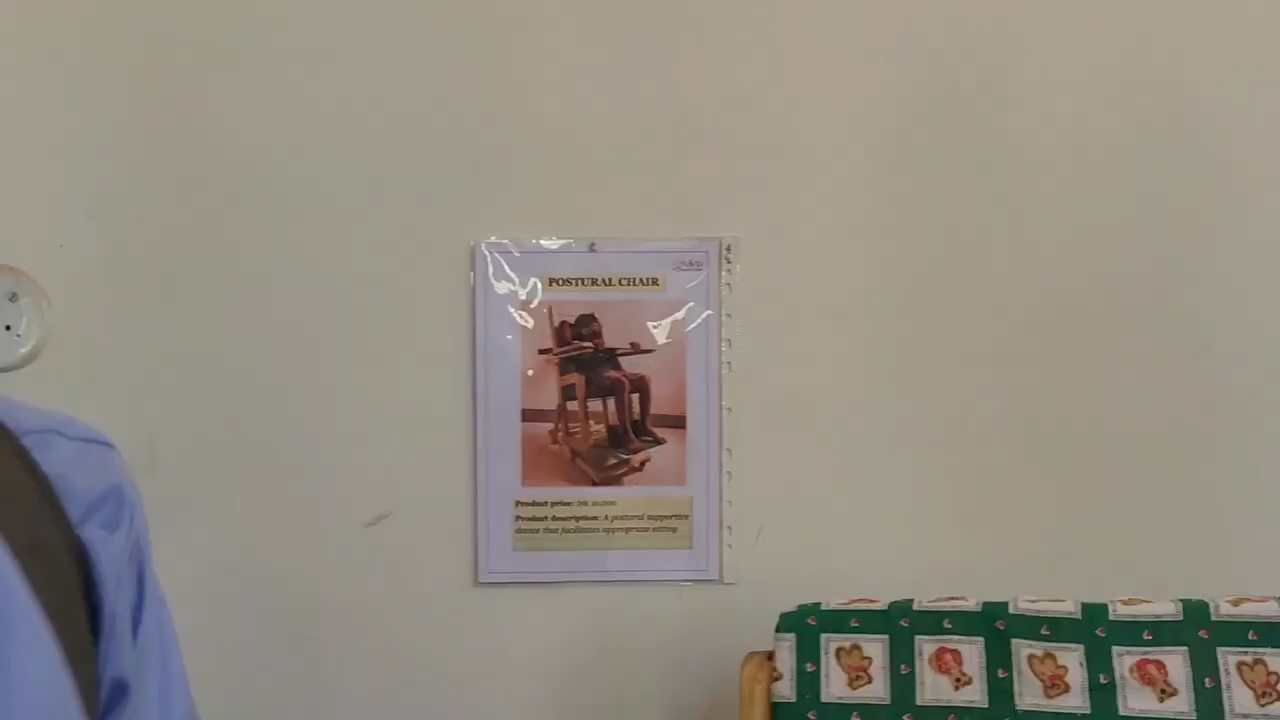 POSTURAL CHAIR
Product price:
Product description: A postural supportive
device that facilitates appropriate sitting